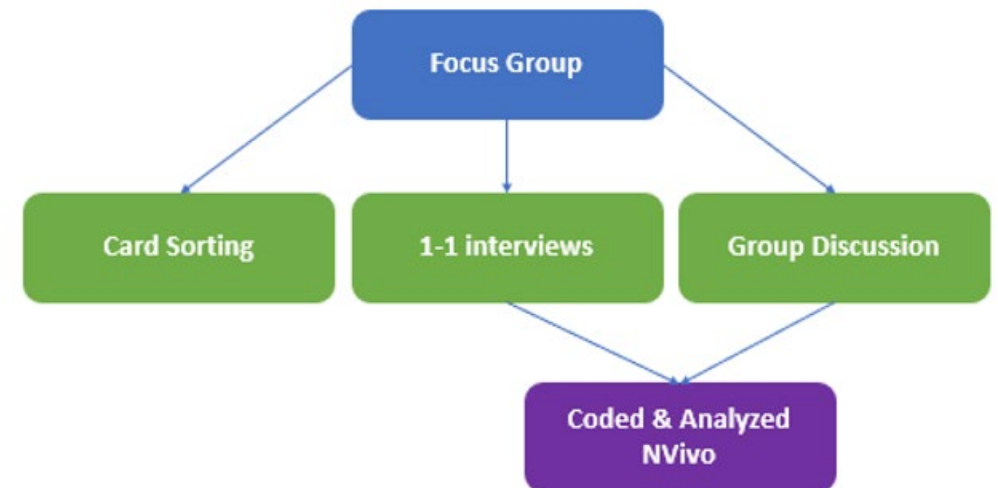 Focus Group
Card Sorting
1-1 interviews
Group Discussion
Coded & Analyzed
NVivo